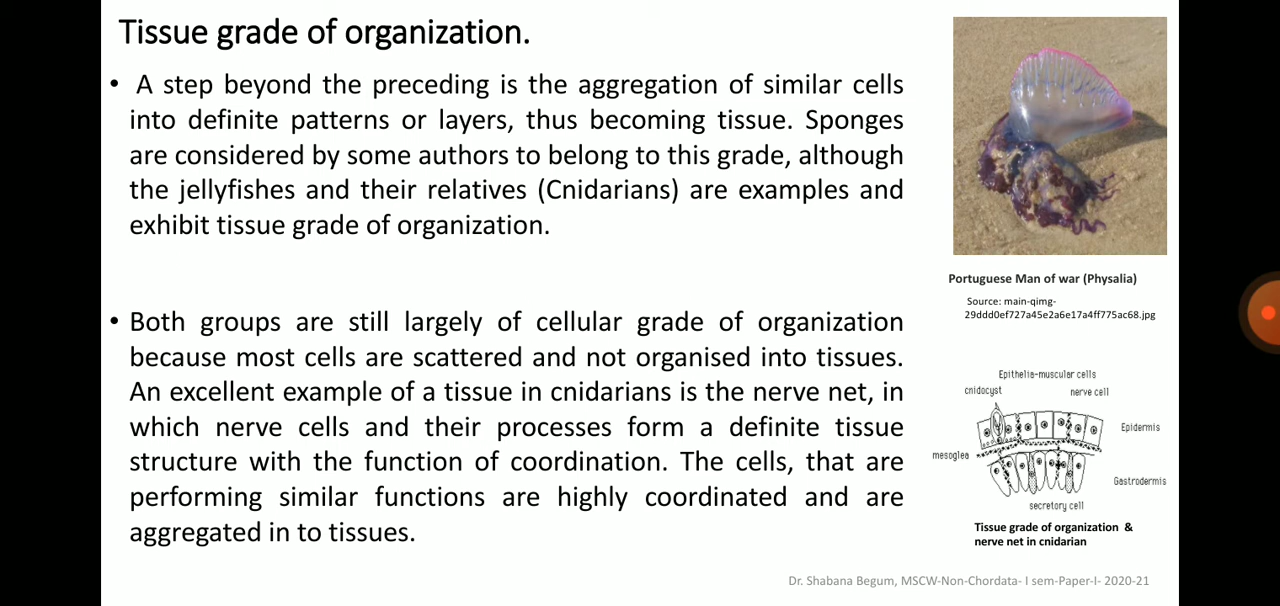 Tissue grade of organization.
• A step beyond the preceding is the aggregation of similar cells
into definite patterns or layers, thus becoming tissue. Sponges
are considered by some authors to belong to this grade, although
the jellyfishes and their relatives (Cnidarians) are examples and
exhibit tissue grade of organization.
• Both groups are still largely of cellular grade of organization
because most cells are scattered and not organised into tissues.
An excellent example of a tissue in cnidarians is the nerve net, in
which nerve cells and their processes form a definite tissue
structure with the function of coordination. The cells, that are
performing similar functions are highly coordinated and are
aggregated in to tissues.
Portuguese Man of war (Physalia)
Source: main-qimg-
29ddd0ef727a45e2a6e17a4ff775ac68.jpg
Epithelia-muscular cells
cnidocyst
nerve cell
Epidermis
mesoglea
Gastrodermis
secretory cell
Tissue grade of organization &
nerve net in cnidarian
Dr. Shabana Begum, MSCW-Non-Chordata- I sem-Paper-I- 2020-21